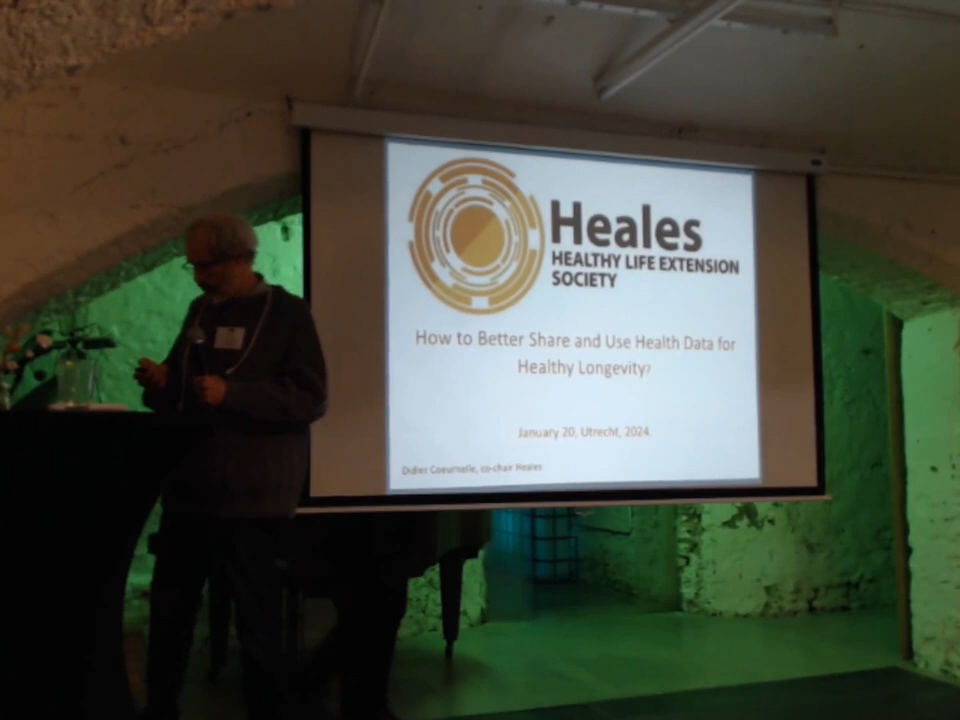 Heales
HEALTHY LIFE EXTENSION
SOCIETY
How to Better Share and Use Health Data for
Healthy Longevity?
January 20, Utrecht, 2024.
Didier Coeurnelle, co-chair Heales